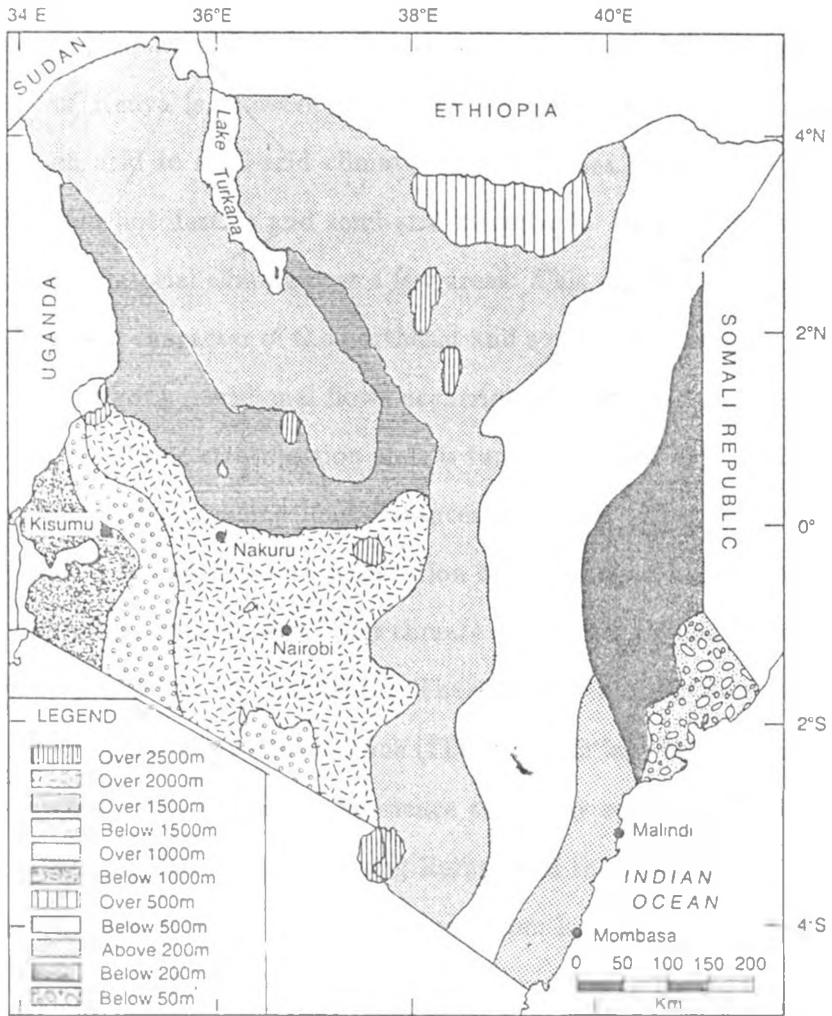 34 E 36°E 38°E 40°E
SUDAN
ETHIOPIA
4°N
Lake Turkana
UGANDA
2°N
SOMALI REPUBLIC
Kisumu
0°
Nakuru
Nairobi
2°S
LEGEND
Over 2500m
Over 2000m
Over 1500m
Below 1500m
Over 1000m
Below 1000m
Over 500m
Below 500m
Above 200m
Below 200m
Below 50m
Malindi
INDIAN
OCEAN
4°S
Mombasa
0 50 100 150 200
Km